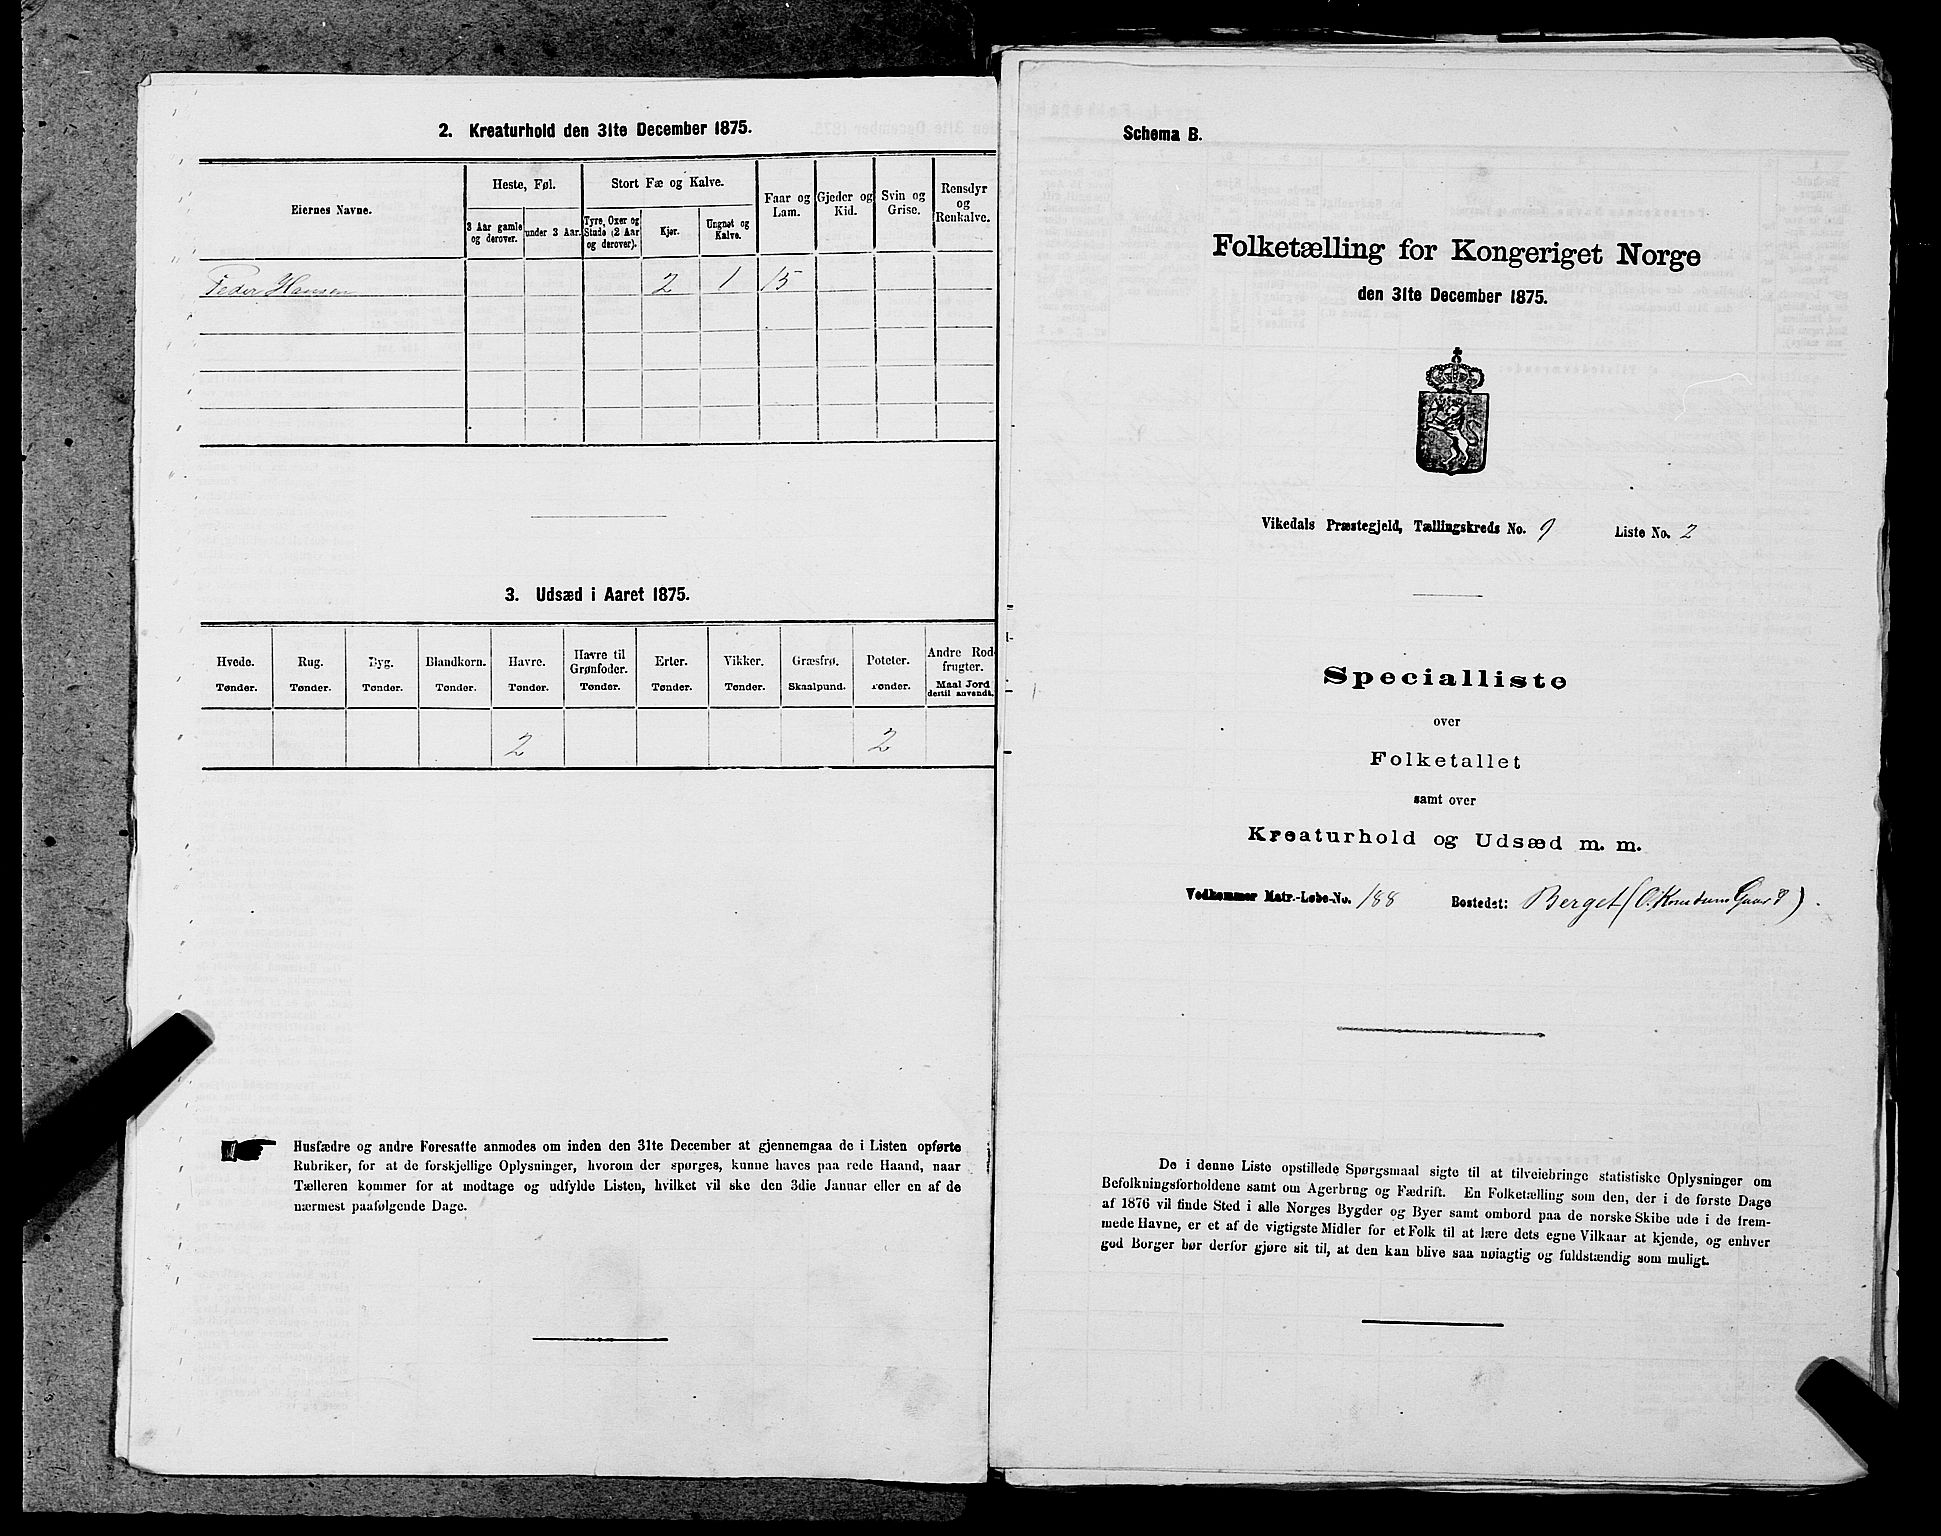 2. Kreaturhold den 31te December 1875.
Eiernes Navne.
Heste, Føl.
3 Aar gamle og derover.
under 3 Aar.
Stort Fæ og Kalve.
Tyre, Oxer og Stude (2 Aar og derover).
Kjør.
Ungnøt og Kalve.
Faar og Lam.
Gjeder og Kid.
Svin og Grise.
Rensdyr og Renkalve.
Peder Hansen 2 1 15
3. Udsæd i Aaret 1875.
Hvede. Rug. Byg. Blandkorn. Havre. Havre til Grønfoder. Erter. Vikker. Græsfrø. Poteter. Andre Rodfrugter.
Tønder. Tønder. Tønder. Tønder. Tønder. Tønder. Tønder. Tønder. Skaalpund. Tønder. Maal Jord dertil anvendt.
2 2
Husfædre og andre Foresatte anmodes om inden den 31te December at gjennemgaa de i Listen opførte
Rubriker, for at de forskjellige Oplysninger, hvorom der spørges, kunne haves paa rede Haand, naar
Tælleren kommer for at modtage og udfylde Listen, hvilket vil ske den 3die Januar eller en af de
nærmest paafølgende Dage.
Schema B.
Folketælling for Kongeriget Norge
den 31te December 1875.
Vikedals Præstegjeld, Tællingskreds No. 9 Liste No. 2
Specialliste
over
Folketallet
samt over
Kreaturhold og Udsæd m. m.
Vedkommer Matr.-Løbe-No. 188 Bostedet: Berget ( Gaard).
De i denne Liste opstillede Spørgsmaal sigte til at tilveiebringe statistiske Oplysninger om
Befolkningsforholdene samt om Agerbrug og Fædrift. En Folketælling som den, der i de første Dage
af 1876 vil finde Sted i alle Norges Bygder og Byer samt ombord paa de norske Skibe ude i de frem-
mede Havne, er et af de vigtigste Midler for et Folk til at lære dets egne Vilkaar at kjende, og enhver
god Borger bør derfor gjøre sit til, at den kan blive saa nøiagtig og fuldstændig som muligt.